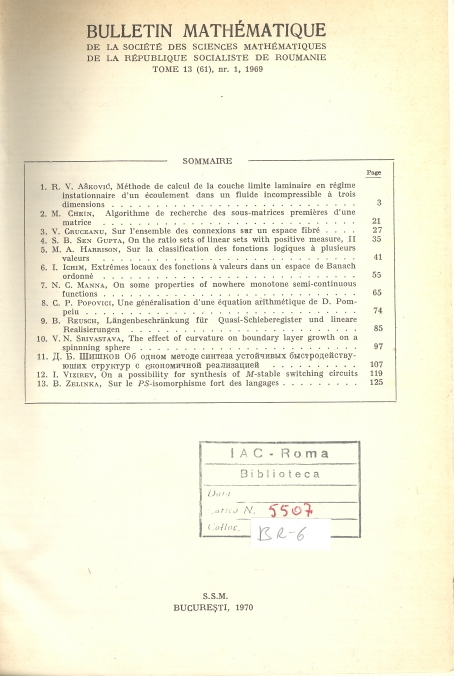 BULLETIN MATHÉMATIQUE
DE LA SOCIÉTÉ DES SCIENCES MATHÉMATIQUES
DE LA RÉPUBLIQUE SOCIALISTE DE ROUMANIE
TOME 13 (61), nr. 1, 1969
SOMMAIRE
Page
1. R. V. AŠKOVIĆ, Méthode de calcul de la couche limite laminaire en régime
instationnaire d'un écoulement dans un fluide incompressible à trois
dimensions . . . . . . . . . . . . . . . . . . . . . . . . 3
2. M. CHEIN, Algorithme de recherche des sous-matrices premières d'une
matrice . . . . . . . . . . . . . . . . . . . . . . . . 21
3. V. CRUCEANU, Sur l'ensemble des connexions sur un espace fibré . . . . 27
4. S. B. SEN GUPTA, On the ratio sets of linear sets with positive measure, II 35
5. M. A. HARRISON, Sur la classification des fonctions logiques à plusieurs
valeurs . . . . . . . . . . . . . . . . . . . . . . . . 41
6. I. ICHIM, Extrêmes locaux des fonctions à valeurs dans un espace de Banach
ordonné . . . . . . . . . . . . . . . . . . . . . . . . 55
7. N. C. MANNA, On some properties of nowhere monotone semi-continuous
functions . . . . . . . . . . . . . . . . . . . . . . . . 65
8. C. P. POPOVICI, Une généralisation d'une équation arithmétique de D. Pom-
peiu . . . . . . . . . . . . . . . . . . . . . . . . 74
9. B. REUSCH, Längenbeschränkung für Quasi-Schieberegister und lineare
Realisierungen . . . . . . . . . . . . . . . . . . . . . 85
10. V. N. SHIVASTAVA, The effect of curvature on boundary layer growth on a
spinnning sphere . . . . . . . . . . . . . . . . . . . . 97
11. Д. Б. ШИШКОВ Об одном методе синтеза устойчивых быстродейству-
ющих структур с економичной реализацией . . . . . . . . . . 107
12. I. VIZIREV, On a possibility for synthesis of M-stable switching circuits 119
13. B. ZELINKA, Sur le PS-isomorphisme fort des langages . . . . . . . . . 125
IAC - Roma
Biblioteca
Data
N. 5507
Colloc. BR-6
S.S.M.
BUCUREȘTI, 1970